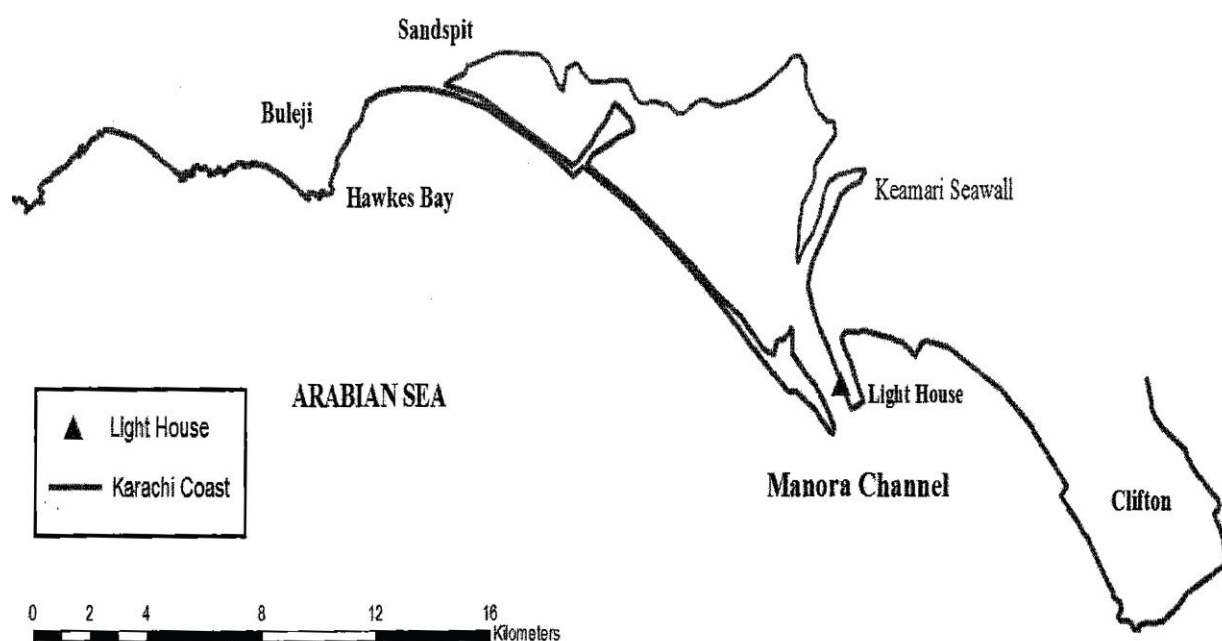 Sandspit
Buleji
Hawkes Bay
Keamari Seawall
ARABIAN SEA
Light House
Manora Channel
Clifton
Light House
Karachi Coast
0 2 4 8 12 16
Kilometers